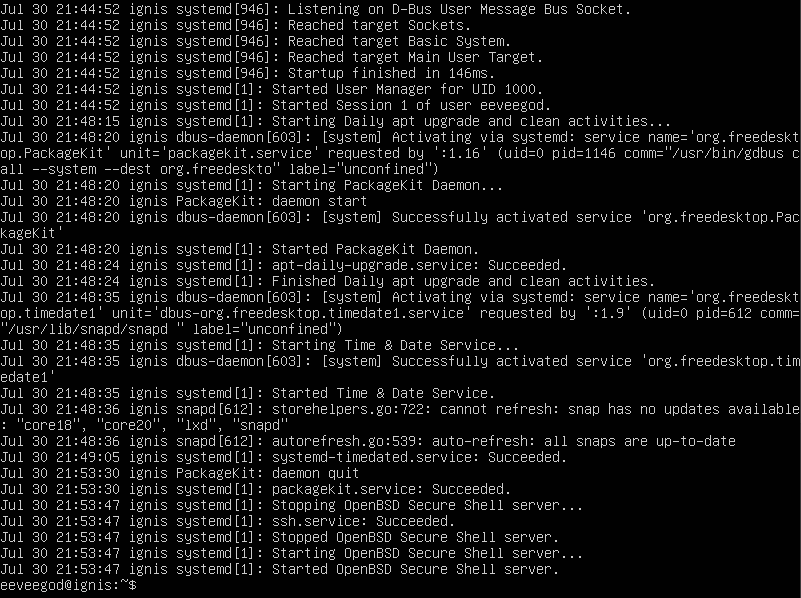 Jul 30 21:44:52 ignis systemd[946]: Listening on D-Bus User Message Bus Socket.
Jul 30 21:44:52 ignis systemd[946]: Reached target Sockets.
Jul 30 21:44:52 ignis systemd[946]: Reached target Basic System.
Jul 30 21:44:52 ignis systemd[946]: Reached target Main User Target.
Jul 30 21:44:52 ignis systemd[946]: Startup finished in 146ms.
Jul 30 21:44:52 ignis systemd[1]: Started User Manager for UID 1000.
Jul 30 21:44:52 ignis systemd[1]: Started Session 1 of user eeveegod.
Jul 30 21:48:15 ignis systemd[1]: Starting Daily apt upgrade and clean activities...
Jul 30 21:48:20 ignis dbus-daemon[603]: [system] Activating via systemd: service name='org.freedeskt
op.PackageKit' unit='packagekit.service' requested by ':1.16' (uid=0 pid=1146 comm="/usr/bin/gdbus c
all --system --dest org.freedeskto" label="unconfined")
Jul 30 21:48:20 ignis systemd[1]: Starting PackageKit Daemon...
Jul 30 21:48:20 ignis PackageKit: daemon start
Jul 30 21:48:20 ignis dbus-daemon[603]: [system] Successfully activated service 'org.freedesktop.Pac
kageKit'
Jul 30 21:48:20 ignis systemd[1]: Started PackageKit Daemon.
Jul 30 21:48:24 ignis systemd[1]: apt-daily-upgrade.service: Succeeded.
Jul 30 21:48:24 ignis systemd[1]: Finished Daily apt upgrade and clean activities.
Jul 30 21:48:35 ignis dbus-daemon[603]: [system] Activating via systemd: service name='org.freedeskt
op.timedate1' unit='dbus-org.freedesktop.timedate1.service' requested by ':1.9' (uid=0 pid=612 comm=
"/usr/lib/snapd/snapd " label="unconfined")
Jul 30 21:48:35 ignis systemd[1]: Starting Time & Date Service...
Jul 30 21:48:35 ignis dbus-daemon[603]: [system] Successfully activated service 'org.freedesktop.tim
edate1'
Jul 30 21:48:35 ignis systemd[1]: Started Time & Date Service.
Jul 30 21:48:36 ignis snapd[612]: storehelpers.go:722: cannot refresh: snap has no updates available
: "core18", "core20", "lxd", "snapd"
Jul 30 21:48:36 ignis snapd[612]: autorefresh.go:539: auto-refresh: all snaps are up-to-date
Jul 30 21:49:05 ignis systemd[1]: systemd-timedated.service: Succeeded.
Jul 30 21:53:30 ignis PackageKit: daemon quit
Jul 30 21:53:30 ignis systemd[1]: packagekit.service: Succeeded.
Jul 30 21:53:47 ignis systemd[1]: Stopping OpenBSD Secure Shell server...
Jul 30 21:53:47 ignis systemd[1]: ssh.service: Succeeded.
Jul 30 21:53:47 ignis systemd[1]: Stopped OpenBSD Secure Shell server.
Jul 30 21:53:47 ignis systemd[1]: Starting OpenBSD Secure Shell server...
Jul 30 21:53:47 ignis systemd[1]: Started OpenBSD Secure Shell server.
eeveegod@ignis:~$